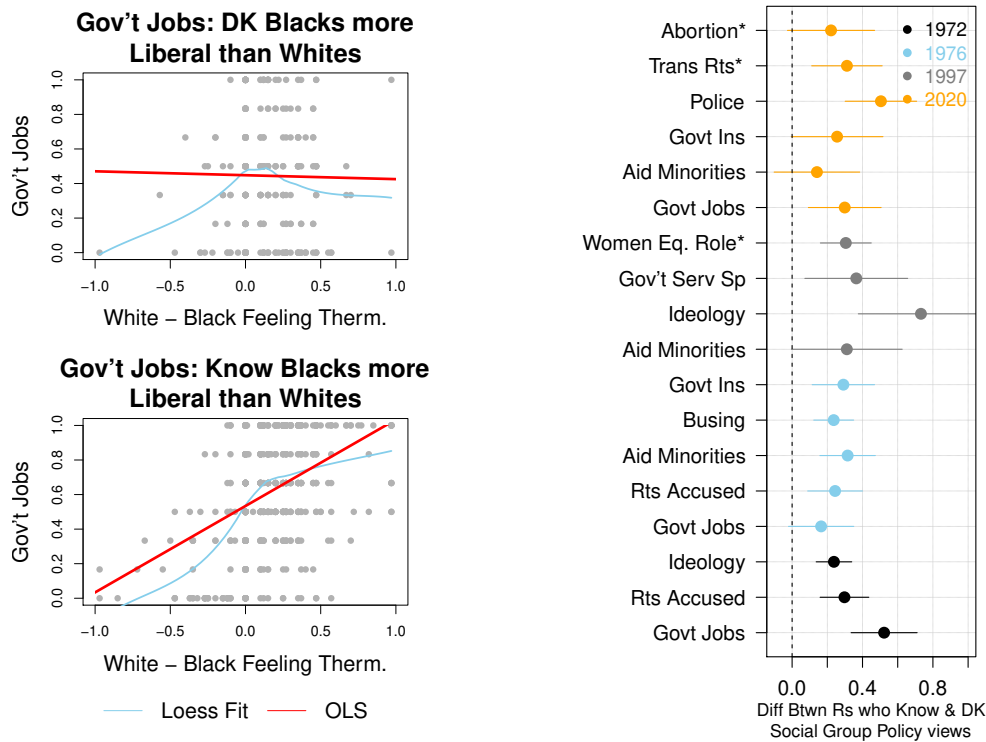 Gov't Jobs: DK Blacks more
Liberal than Whites
Gov't Jobs
0.0 0.2 0.4 0.6 0.8 1.0
−1.0 −0.5 0.0 0.5 1.0
White − Black Feeling Therm.
Gov't Jobs: Know Blacks more
Liberal than Whites
Gov't Jobs
0.0 0.2 0.4 0.6 0.8 1.0
−1.0 −0.5 0.0 0.5 1.0
White − Black Feeling Therm.
Loess Fit OLS
Abortion*
Trans Rts*
Police
Govt Ins
Aid Minorities
Govt Jobs
Women Eq. Role*
Gov't Serv Sp
Ideology
Aid Minorities
Govt Ins
Busing
Aid Minorities
Rts Accused
Govt Jobs
Ideology
Rts Accused
Govt Jobs
1972
1976
1997
2020
0.0 0.4 0.8
Diff Btwn Rs who Know & DK
Social Group Policy views